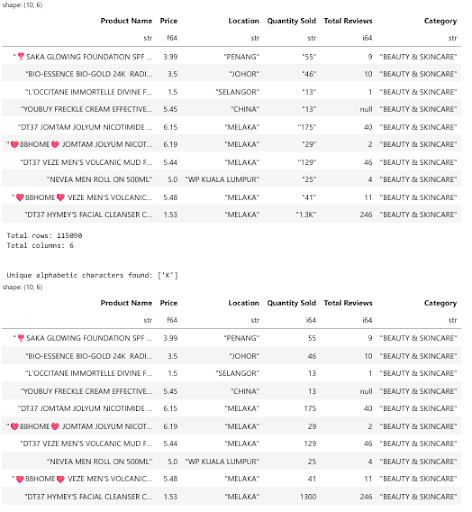 shape: (10, 6)
Product Name Price Location Quantity Sold Total Reviews Category
str f64 str str i64 str
"🌹SAKA GLOWING FOUNDATION SPF ... 3.99 "PENANG" "55" 9 "BEAUTY & SKINCARE"
"BIO-ESSENCE BIO-GOLD 24K RADI... 3.5 "JOHOR" "46" 10 "BEAUTY & SKINCARE"
"L'OCCITANE IMMORTELLE DIVINE F... 1.5 "SELANGOR" "13" 1 "BEAUTY & SKINCARE"
"YOUBUY FRECKLE CREAM EFFECTIVE... 5.45 "CHINA" "13" null "BEAUTY & SKINCARE"
"DT37 JOMTAM JOLYUM NICOTIMIDE ... 6.15 "MELAKA" "175" 40 "BEAUTY & SKINCARE"
"💗88HOME💗 JOMTAM JOLYUM NICOT... 6.19 "MELAKA" "29" 2 "BEAUTY & SKINCARE"
"DT37 VEZE MEN'S VOLCANIC MUD F... 5.44 "MELAKA" "129" 46 "BEAUTY & SKINCARE"
"NEVEA MEN ROLL ON 500ML" 5.0 "WP KUALA LUMPUR" "25" 4 "BEAUTY & SKINCARE"
"💗88HOME💗 VEZE MEN'S VOLCANIC... 5.48 "MELAKA" "41" 11 "BEAUTY & SKINCARE"
"DT37 HYMEY'S FACIAL CLEANSER C... 1.53 "MELAKA" "1.3K" 246 "BEAUTY & SKINCARE"
Total rows: 115090
Total columns: 6
Unique alphabetic characters found: ['K']
shape: (10, 6)
Product Name Price Location Quantity Sold Total Reviews Category
str f64 str i64 i64 str
"🌹SAKA GLOWING FOUNDATION SPF ... 3.99 "PENANG" 55 9 "BEAUTY & SKINCARE"
"BIO-ESSENCE BIO-GOLD 24K RADI... 3.5 "JOHOR" 46 10 "BEAUTY & SKINCARE"
"L'OCCITANE IMMORTELLE DIVINE F... 1.5 "SELANGOR" 13 1 "BEAUTY & SKINCARE"
"YOUBUY FRECKLE CREAM EFFECTIVE... 5.45 "CHINA" 13 null "BEAUTY & SKINCARE"
"DT37 JOMTAM JOLYUM NICOTIMIDE ... 6.15 "MELAKA" 175 40 "BEAUTY & SKINCARE"
"💗88HOME💗 JOMTAM JOLYUM NICOT... 6.19 "MELAKA" 29 2 "BEAUTY & SKINCARE"
"DT37 VEZE MEN'S VOLCANIC MUD F... 5.44 "MELAKA" 129 46 "BEAUTY & SKINCARE"
"NEVEA MEN ROLL ON 500ML" 5.0 "WP KUALA LUMPUR" 25 4 "BEAUTY & SKINCARE"
"💗88HOME💗 VEZE MEN'S VOLCANIC... 5.48 "MELAKA" 41 11 "BEAUTY & SKINCARE"
"DT37 HYMEY'S FACIAL CLEANSER C... 1.53 "MELAKA" 1300 246 "BEAUTY & SKINCARE"